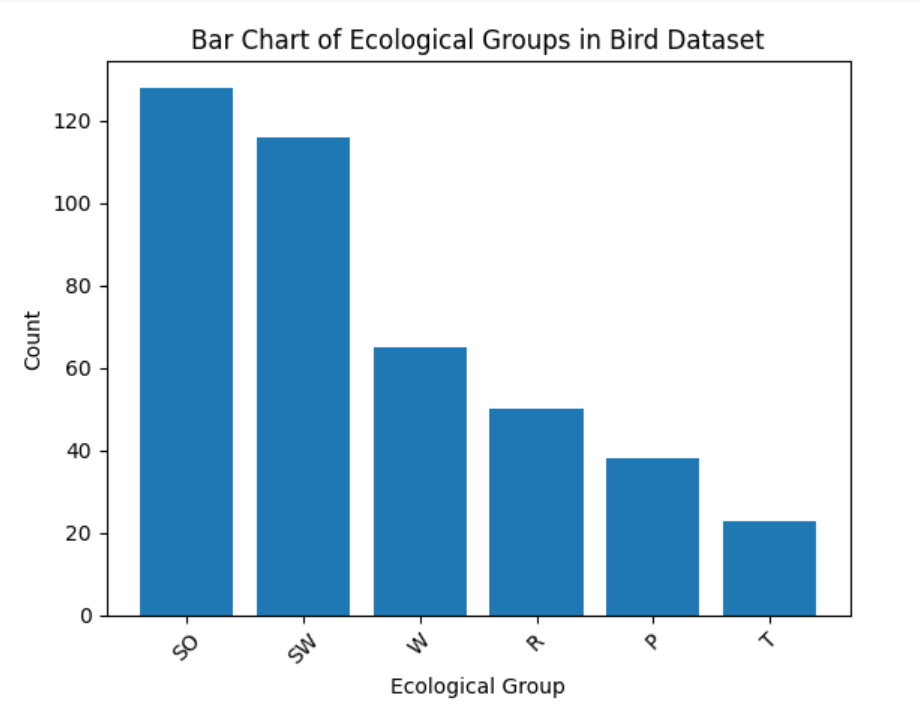 Bar Chart of Ecological Groups in Bird Dataset
120
100
80
60
40
20
0
Count
SO
SW
W
R
P
T
Ecological Group